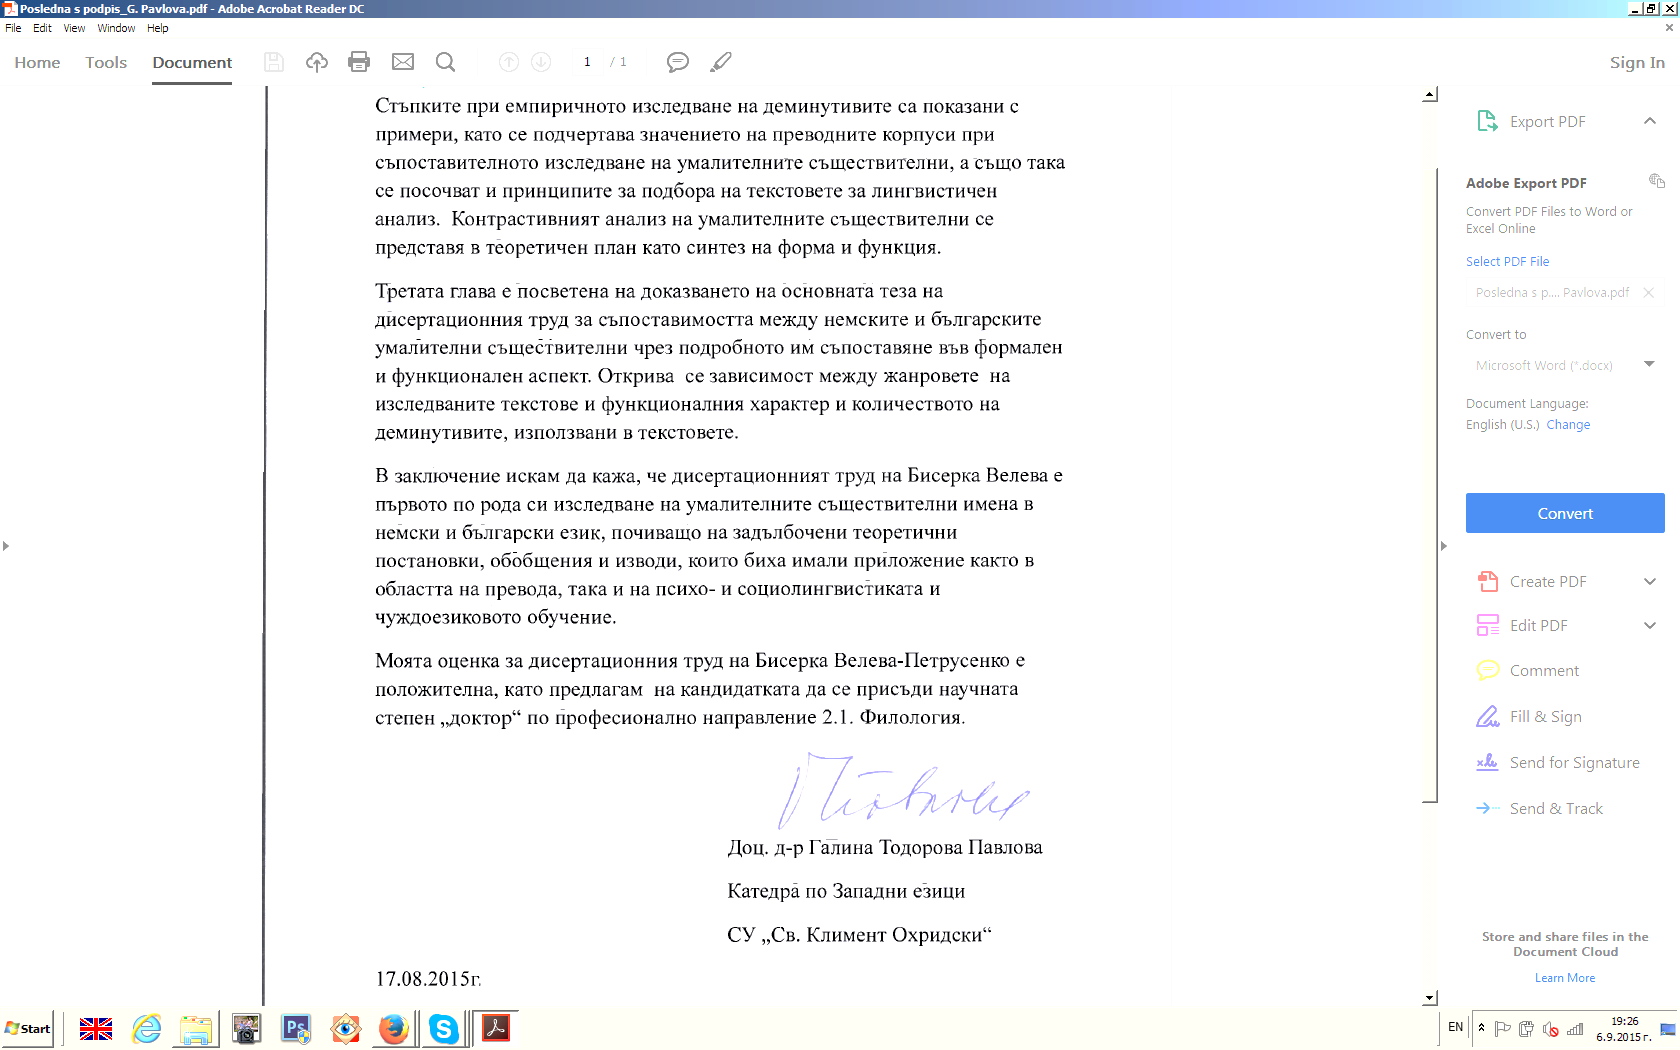 Posledna s podpis_G. Pavlova.pdf - Adobe Acrobat Reader DC
File Edit View Window Help
Home Tools Document 1 / 1 Sign In
Стъпките при емпиричното изследване на деминутивите са показани с
примери, като се подчертава значението на преводните корпуси при
съпоставителното изследване на умалителните съществителни, а също така
се посочват и принципите за подбора на текстовете за лингвистичен
анализ. Контрастивният анализ на умалителните съществителни се
представя в теоретичен план като синтез на форма и функция.
Третата глава е посветена на доказването на основната теза на
дисертационния труд за съпоставимостта между немските и българските
умалителни съществителни чрез подробното им съпоставяне във формален
и функционален аспект. Открива се зависимост между жанровете на
изследваните текстове и функционалния характер и количеството на
деминутивите, използвани в текстовете.
В заключение искам да кажа, че дисертационният труд на Бисерка Велева е
първото по рода си изследване на умалителните съществителни имена в
немски и български език, почиващо на задълбочени теоретични
постановки, обобщения и изводи, които биха имали приложение както в
областта на превода, така и на психо- и социолингвистиката и
чуждоезиковото обучение.
Моята оценка за дисертационния труд на Бисерка Велева-Петрусенко е
положителна, като предлагам на кандидатката да се присъди научната
степен „доктор“ по професионално направление 2.1. Филология.
Доц. д-р Галина Тодорова Павлова
Катедра по Западни езици
СУ „Св. Климент Охридски“
17.08.2015г.
Export PDF
Adobe Export PDF
Convert PDF Files to Word or
Excel Online
Select PDF File
Posledna s p.... Pavlova.pdf
Convert to
Microsoft Word (*.docx)
Document Language:
English (U.S.) Change
Convert
Create PDF
Edit PDF
Comment
Fill & Sign
Send for Signature
Send & Track
Store and share files in the
Document Cloud
Learn More
Start
Ps
EN
19:26
6.9.2015 г.